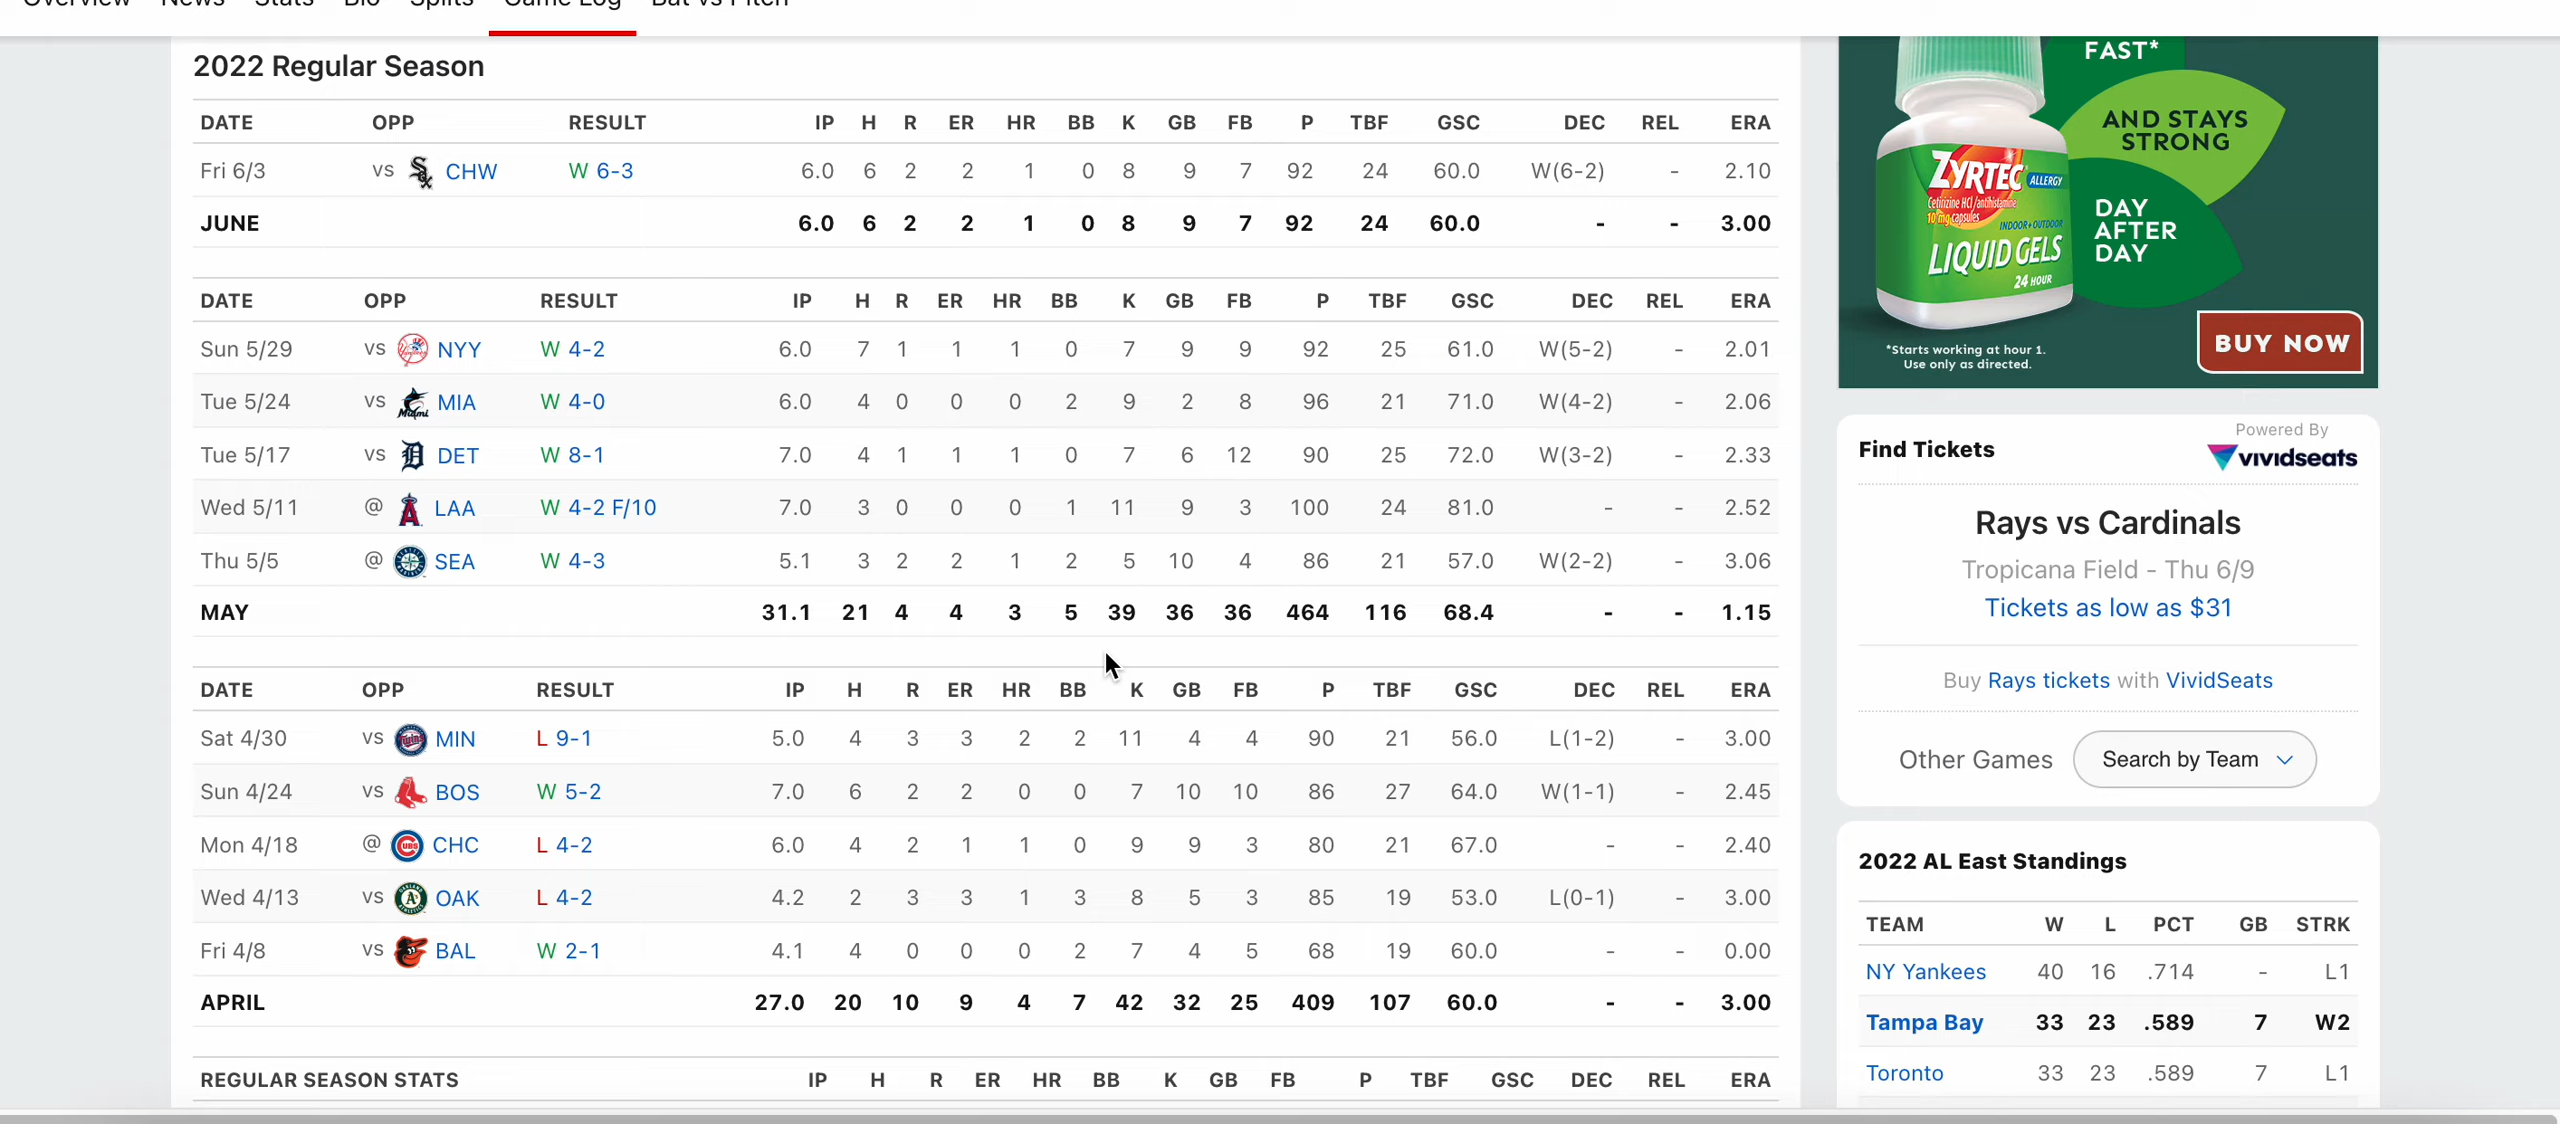 Overview News Stats Bio Splits Game Log Bat vs Pitch
2022 Regular Season
DATE OPP RESULT IP H R ER HR BB K GB FB P TBF GSC DEC REL ERA
Fri 6/3 vs CHW W 6-3 6.0 6 2 2 1 0 8 9 7 92 24 60.0 W(6-2) - 2.10
JUNE 6.0 6 2 2 1 0 8 9 7 92 24 60.0 - - 3.00
DATE OPP RESULT IP H R ER HR BB K GB FB P TBF GSC DEC REL ERA
Sun 5/29 vs NYY W 4-2 6.0 7 1 1 1 0 7 9 9 92 25 61.0 W(5-2) - 2.01
Tue 5/24 vs Miami MIA W 4-0 6.0 4 0 0 0 2 9 2 8 96 21 71.0 W(4-2) - 2.06
Tue 5/17 vs DET W 8-1 7.0 4 1 1 1 0 7 6 12 90 25 72.0 W(3-2) - 2.33
Wed 5/11 @ LAA W 4-2 F/10 7.0 3 0 0 0 1 11 9 3 100 24 81.0 - - 2.52
Thu 5/5 @ SEA W 4-3 5.1 3 2 2 1 2 5 10 4 86 21 57.0 W(2-2) - 3.06
MAY 31.1 21 4 4 3 5 39 36 36 464 116 68.4 - - 1.15
DATE OPP RESULT IP H R ER HR BB K GB FB P TBF GSC DEC REL ERA
Sat 4/30 vs Twins MIN L 9-1 5.0 4 3 3 2 2 11 4 4 90 21 56.0 L(1-2) - 3.00
Sun 4/24 vs BOS W 5-2 7.0 6 2 2 0 0 7 10 10 86 27 64.0 W(1-1) - 2.45
Mon 4/18 @ CUBS CHC L 4-2 6.0 4 2 1 1 0 9 9 3 80 21 67.0 - - 2.40
Wed 4/13 vs A's OAK L 4-2 4.2 2 3 3 1 3 8 5 3 85 19 53.0 L(0-1) - 3.00
Fri 4/8 vs BAL W 2-1 4.1 4 0 0 0 2 7 4 5 68 19 60.0 - - 0.00
APRIL 27.0 20 10 9 4 7 42 32 25 409 107 60.0 - - 3.00
REGULAR SEASON STATS IP H R ER HR BB K GB FB P TBF GSC DEC REL ERA
FAST*
AND STAYS
STRONG
DAY
AFTER
DAY
ZYRTEC ALLERGY
Cetirizine HCl /antihistamine
10 mg capsules
INDOOR + OUTDOOR
LIQUID GELS
24 HOUR
*Starts working at hour 1.
Use only as directed.
BUY NOW
Find Tickets
Powered By
vividseats
Rays vs Cardinals
Tropicana Field - Thu 6/9
Tickets as low as $31
Buy Rays tickets with VividSeats
Other Games Search by Team
2022 AL East Standings
TEAM W L PCT GB STRK
NY Yankees 40 16 .714 - L1
Tampa Bay 33 23 .589 7 W2
Toronto 33 23 .589 7 L1